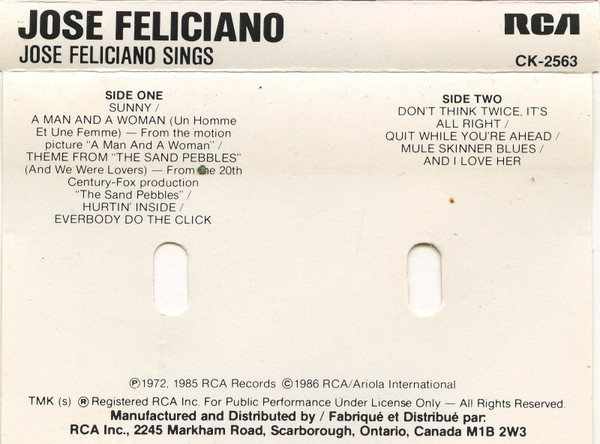 JOSE FELICIANO
JOSE FELICIANO SINGS
RCA
CK-2563
SIDE ONE
SUNNY /
A MAN AND A WOMAN (Un Homme
Et Une Femme) — From the motion
picture "A Man And A Woman" /
THEME FROM "THE SAND PEBBLES"
(And We Were Lovers) — From the 20th
Century-Fox production
"The Sand Pebbles" /
HURTIN' INSIDE /
EVERBODY DO THE CLICK
SIDE TWO
DON'T THINK TWICE, IT'S
ALL RIGHT /
QUIT WHILE YOU'RE AHEAD /
MULE SKINNER BLUES /
AND I LOVE HER
℗1972, 1985 RCA Records ©1986 RCA/Ariola International
TMK (s) ®Registered RCA Inc. For Public Performance Under License Only — All Rights Reserved.
Manufactured and Distributed by / Fabriqué et Distribué par:
RCA Inc., 2245 Markham Road, Scarborough, Ontario, Canada M1B 2W3